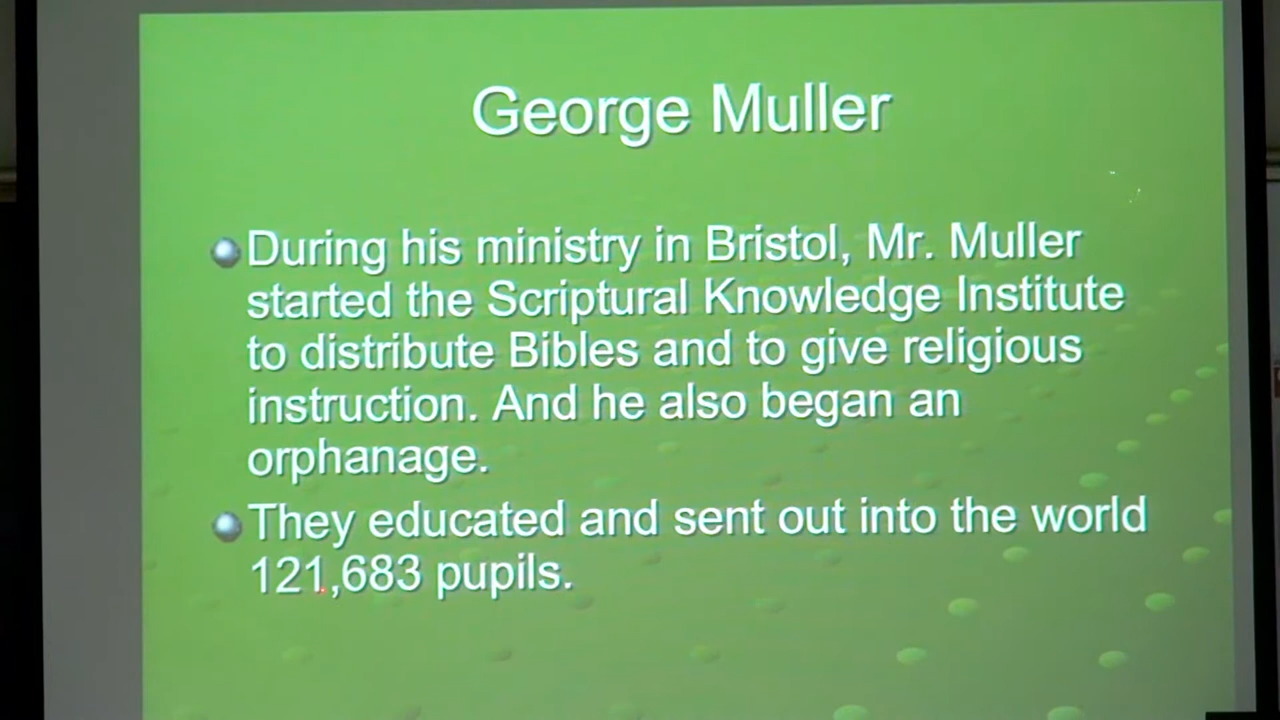 George Muller
During his ministry in Bristol, Mr. Muller
started the Scriptural Knowledge Institute
to distribute Bibles and to give religious
instruction. And he also began an
orphanage.
They educated and sent out into the world
121,683 pupils.